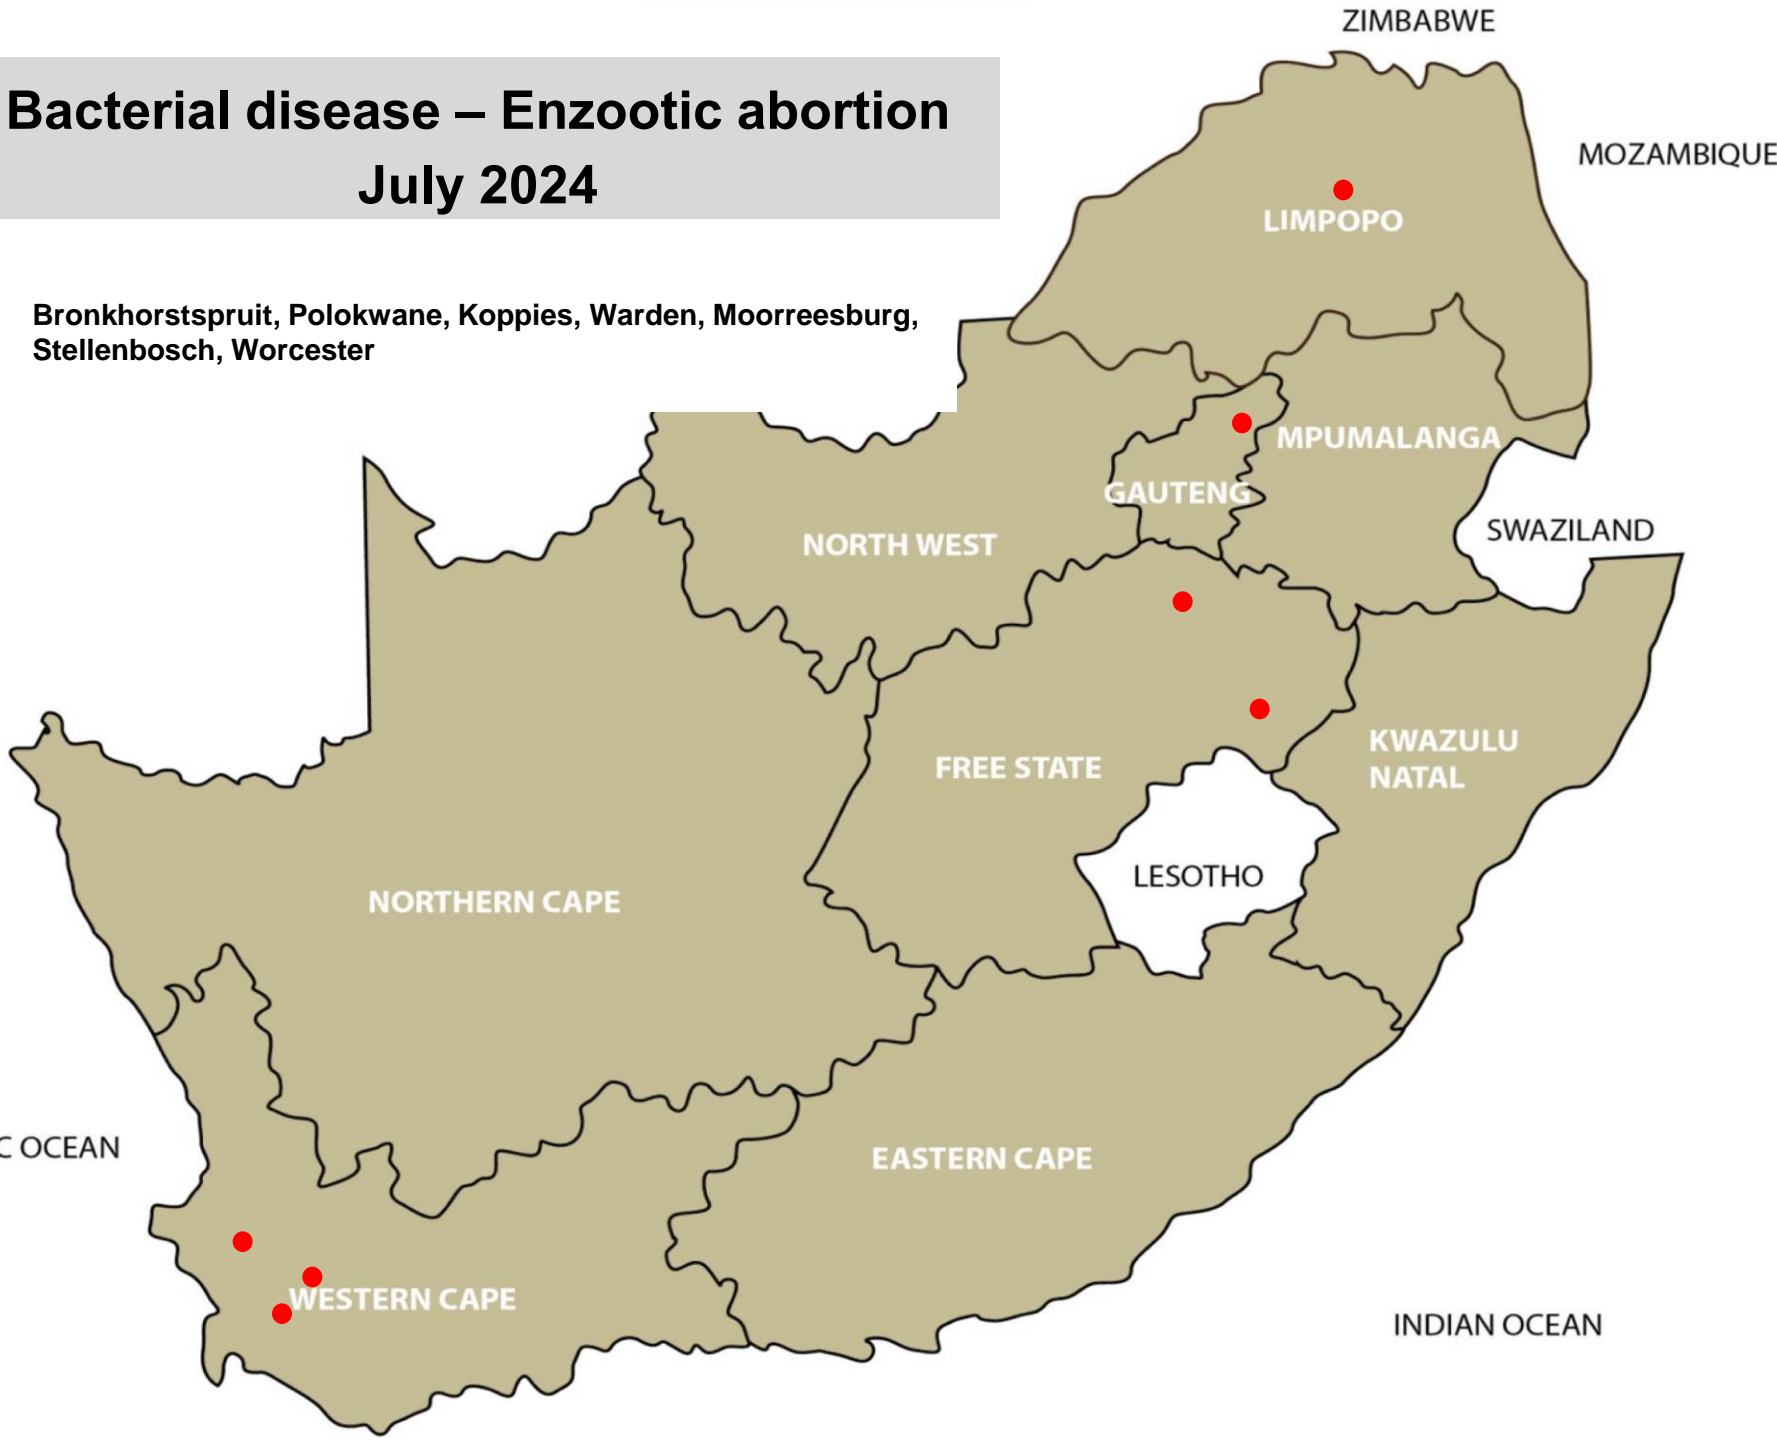 ZIMBABWE
Bacterial disease – Enzootic abortion
July 2024
MOZAMBIQUE
LIMPOPO
Bronkhorstspruit, Polokwane, Koppies, Warden, Moorreesburg,
Stellenbosch, Worcester
MPUMALANGA
GAUTENG
NORTH WEST
SWAZILAND
FREE STATE
KWAZULU
NATAL
LESOTHO
NORTHERN CAPE
C OCEAN
EASTERN CAPE
WESTERN CAPE
INDIAN OCEAN